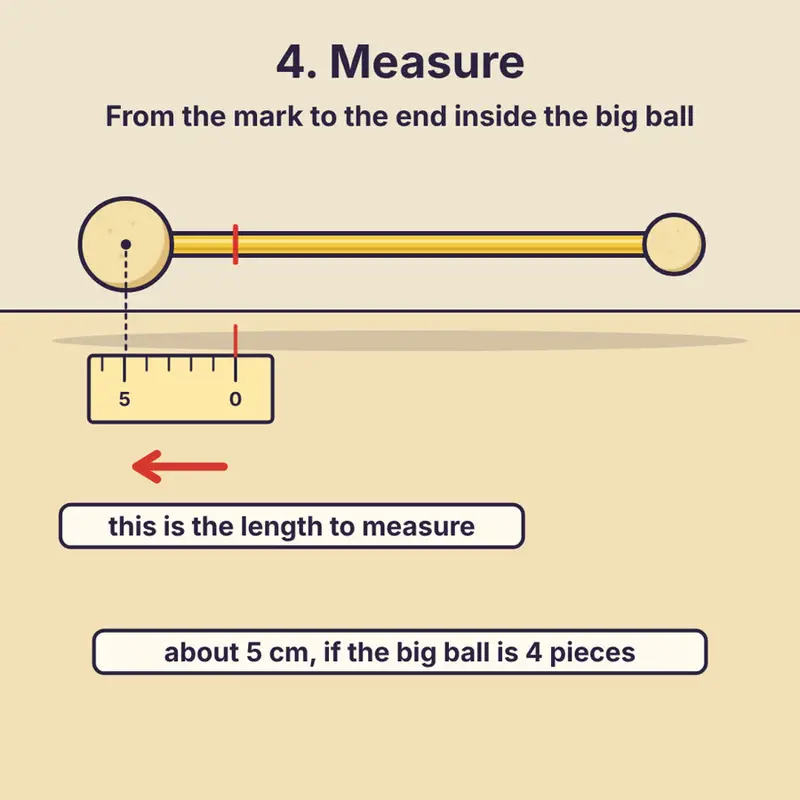 4. Measure
From the mark to the end inside the big ball
5 0
this is the length to measure
about 5 cm, if the big ball is 4 pieces